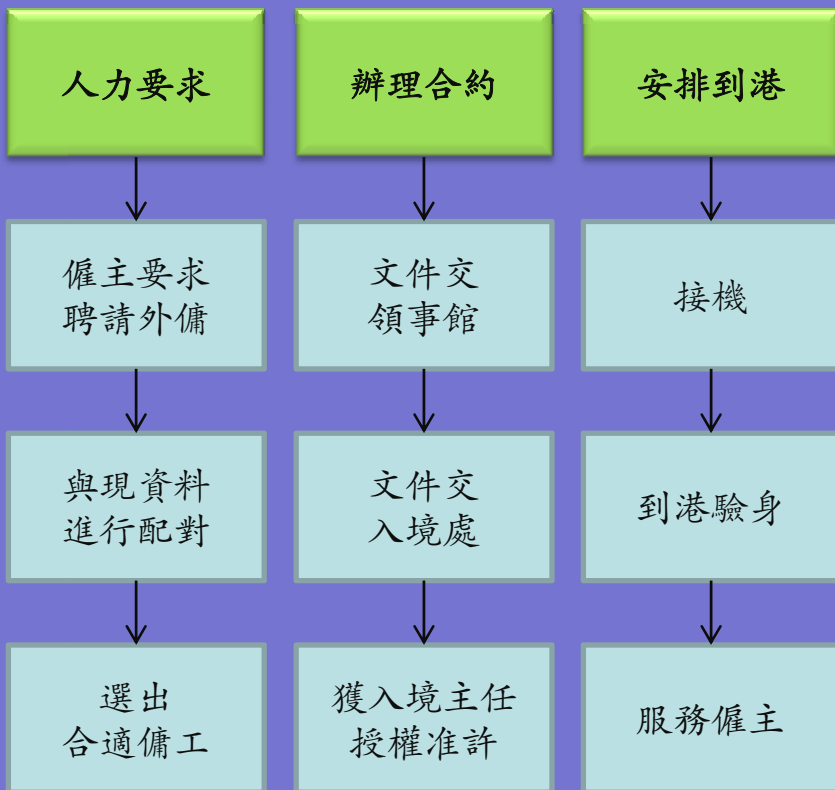 人力要求
僱主要求
聘請外傭
與現資料
進行配對
選出
合適傭工
辦理合約
文件交
領事館
文件交
入境處
獲入境主任
授權准許
安排到港
接機
到港驗身
服務僱主